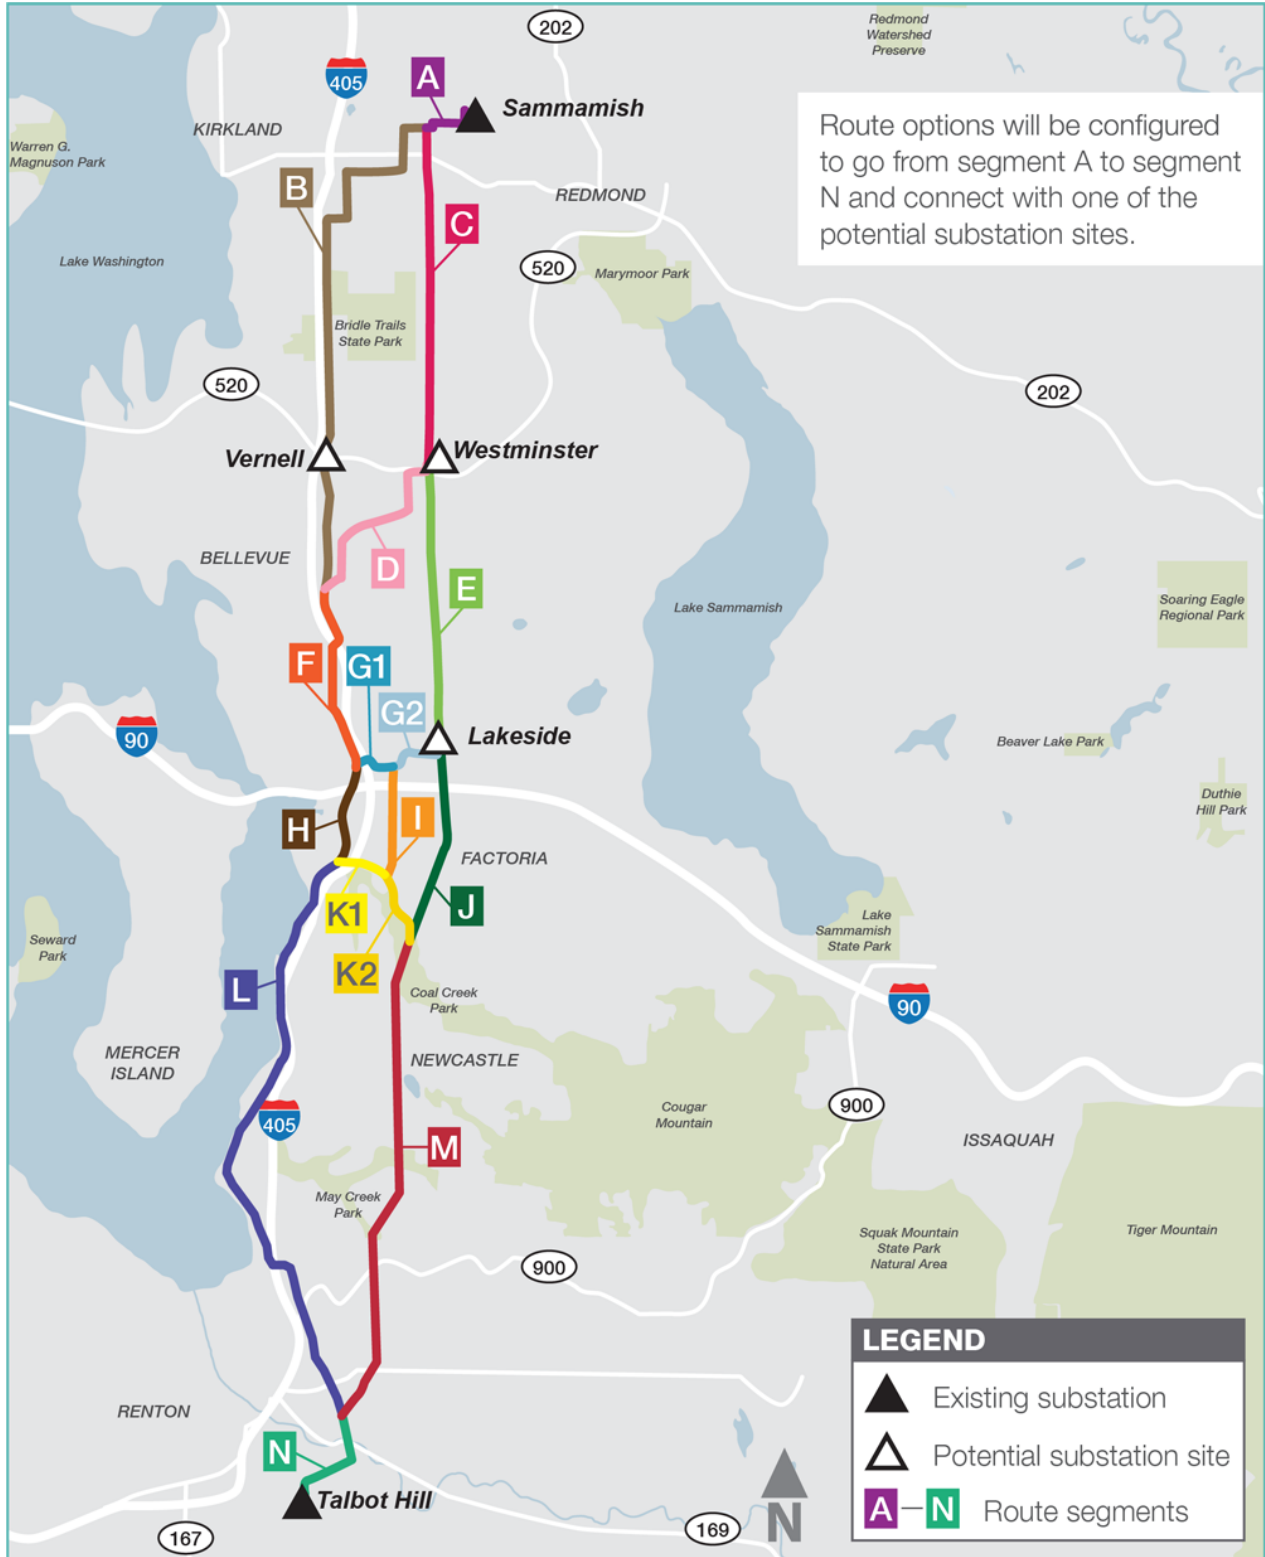 202
Redmond
Watershed
Preserve
405
A
Sammamish
KIRKLAND
Warren G.
Magnuson Park
Route options will be configured
to go from segment A to segment
N and connect with one of the
potential substation sites.
B
REDMOND
C
Lake Washington
520
Marymoor Park
Bridle Trails
State Park
520
202
Vernell
Westminster
BELLEVUE
D
E
Lake Sammamish
Soaring Eagle
Regional Park
F
G1
G2
90
Lakeside
Beaver Lake Park
Duthie
Hill Park
H
I
FACTORIA
K1
J
Lake
Sammamish
State Park
Seward
Park
K2
L
Coal Creek
Park
90
MERCER
ISLAND
NEWCASTLE
405
Cougar
Mountain
900
ISSAQUAH
M
May Creek
Park
Squak Mountain
State Park
Natural Area
Tiger Mountain
900
LEGEND
Existing substation
Potential substation site
A – N Route segments
RENTON
N
Talbot Hill
167
169
N